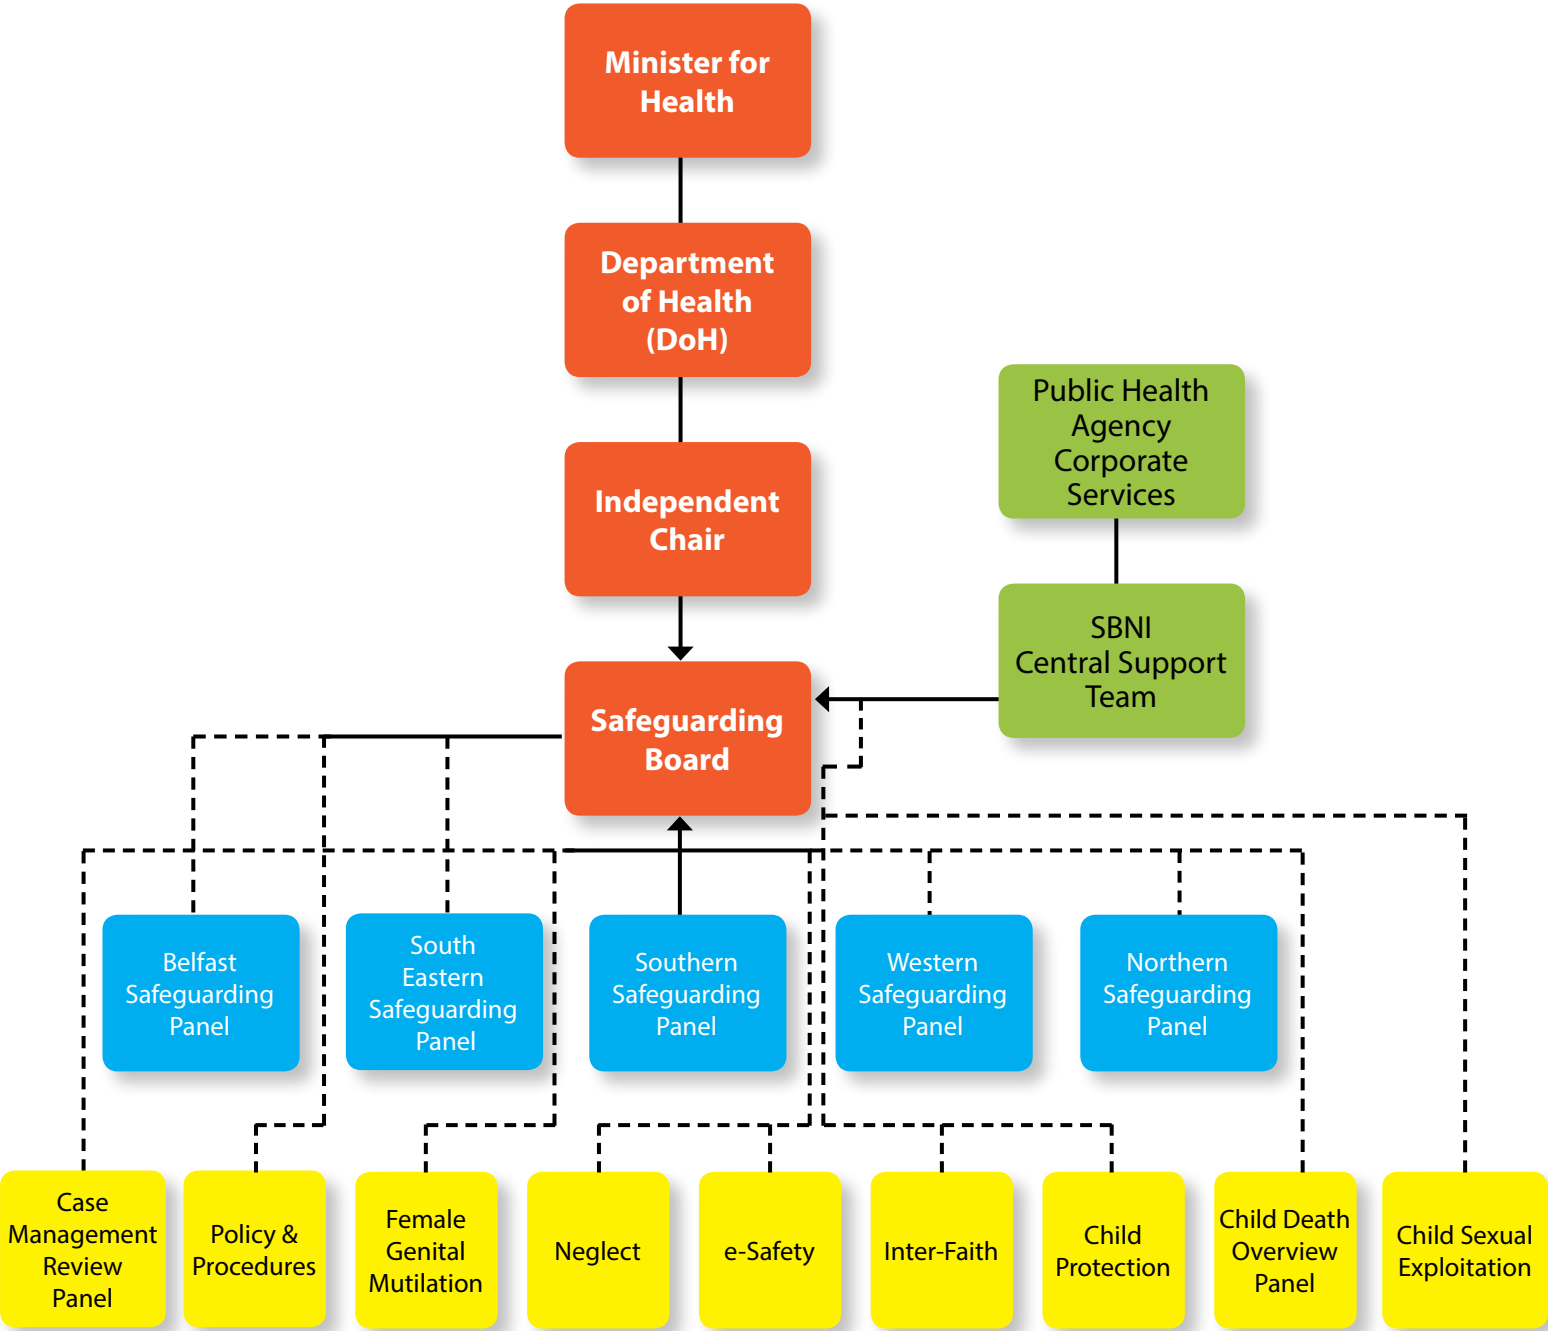 Minister for
Health
Department
of Health
(DoH)
Public Health
Agency
Corporate
Services
Independent
Chair
SBNI
Central Support
Team
Safeguarding
Board
Belfast
Safeguarding
Panel
South
Eastern
Safeguarding
Panel
Southern
Safeguarding
Panel
Western
Safeguarding
Panel
Northern
Safeguarding
Panel
Case
Management
Review
Panel
Policy &
Procedures
Female
Genital
Mutilation
Neglect
e-Safety
Inter-Faith
Child
Protection
Child Death
Overview
Panel
Child Sexual
Exploitation